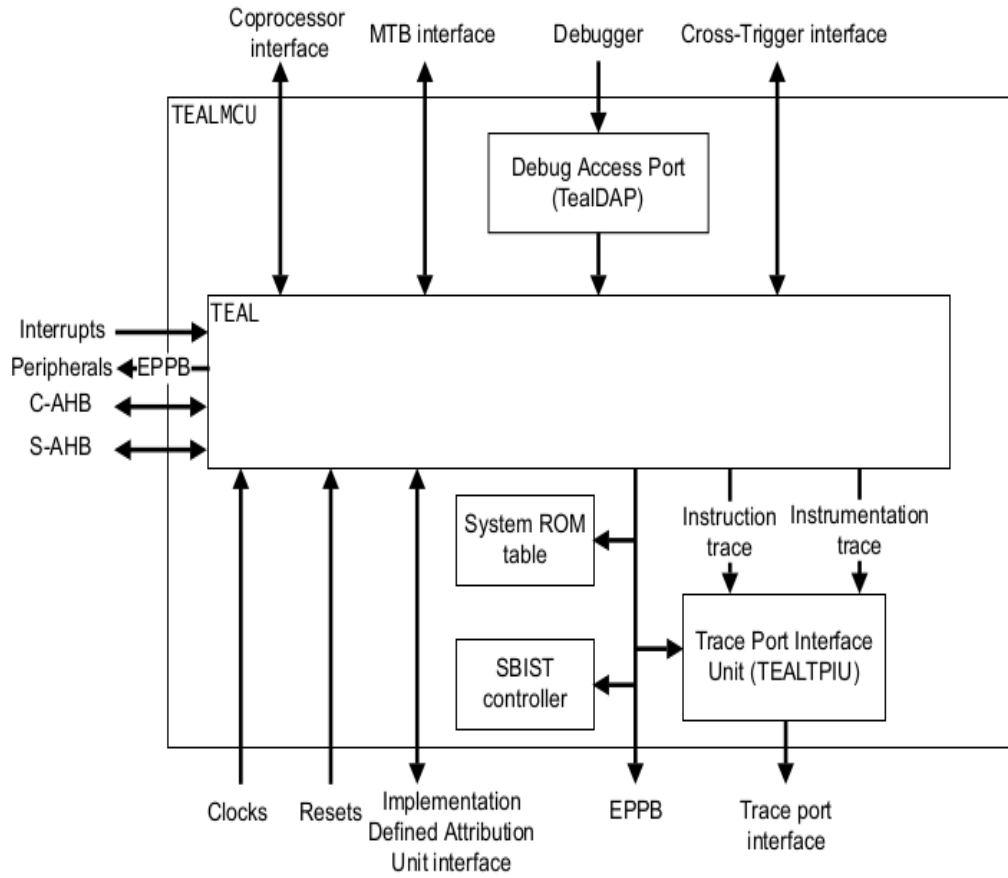 Coprocessor
interface
MTB interface
Debugger
Cross-Trigger interface
TEALMCU
Debug Access Port
(TealDAP)
TEAL
Interrupts
Peripherals
EPPB
C-AHB
S-AHB
System ROM
table
Instruction
trace
Instrumentation
trace
SBIST
controller
Trace Port Interface
Unit (TEALTPIU)
Clocks
Resets
Implementation
Defined Attribution
Unit interface
EPPB
Trace port
interface